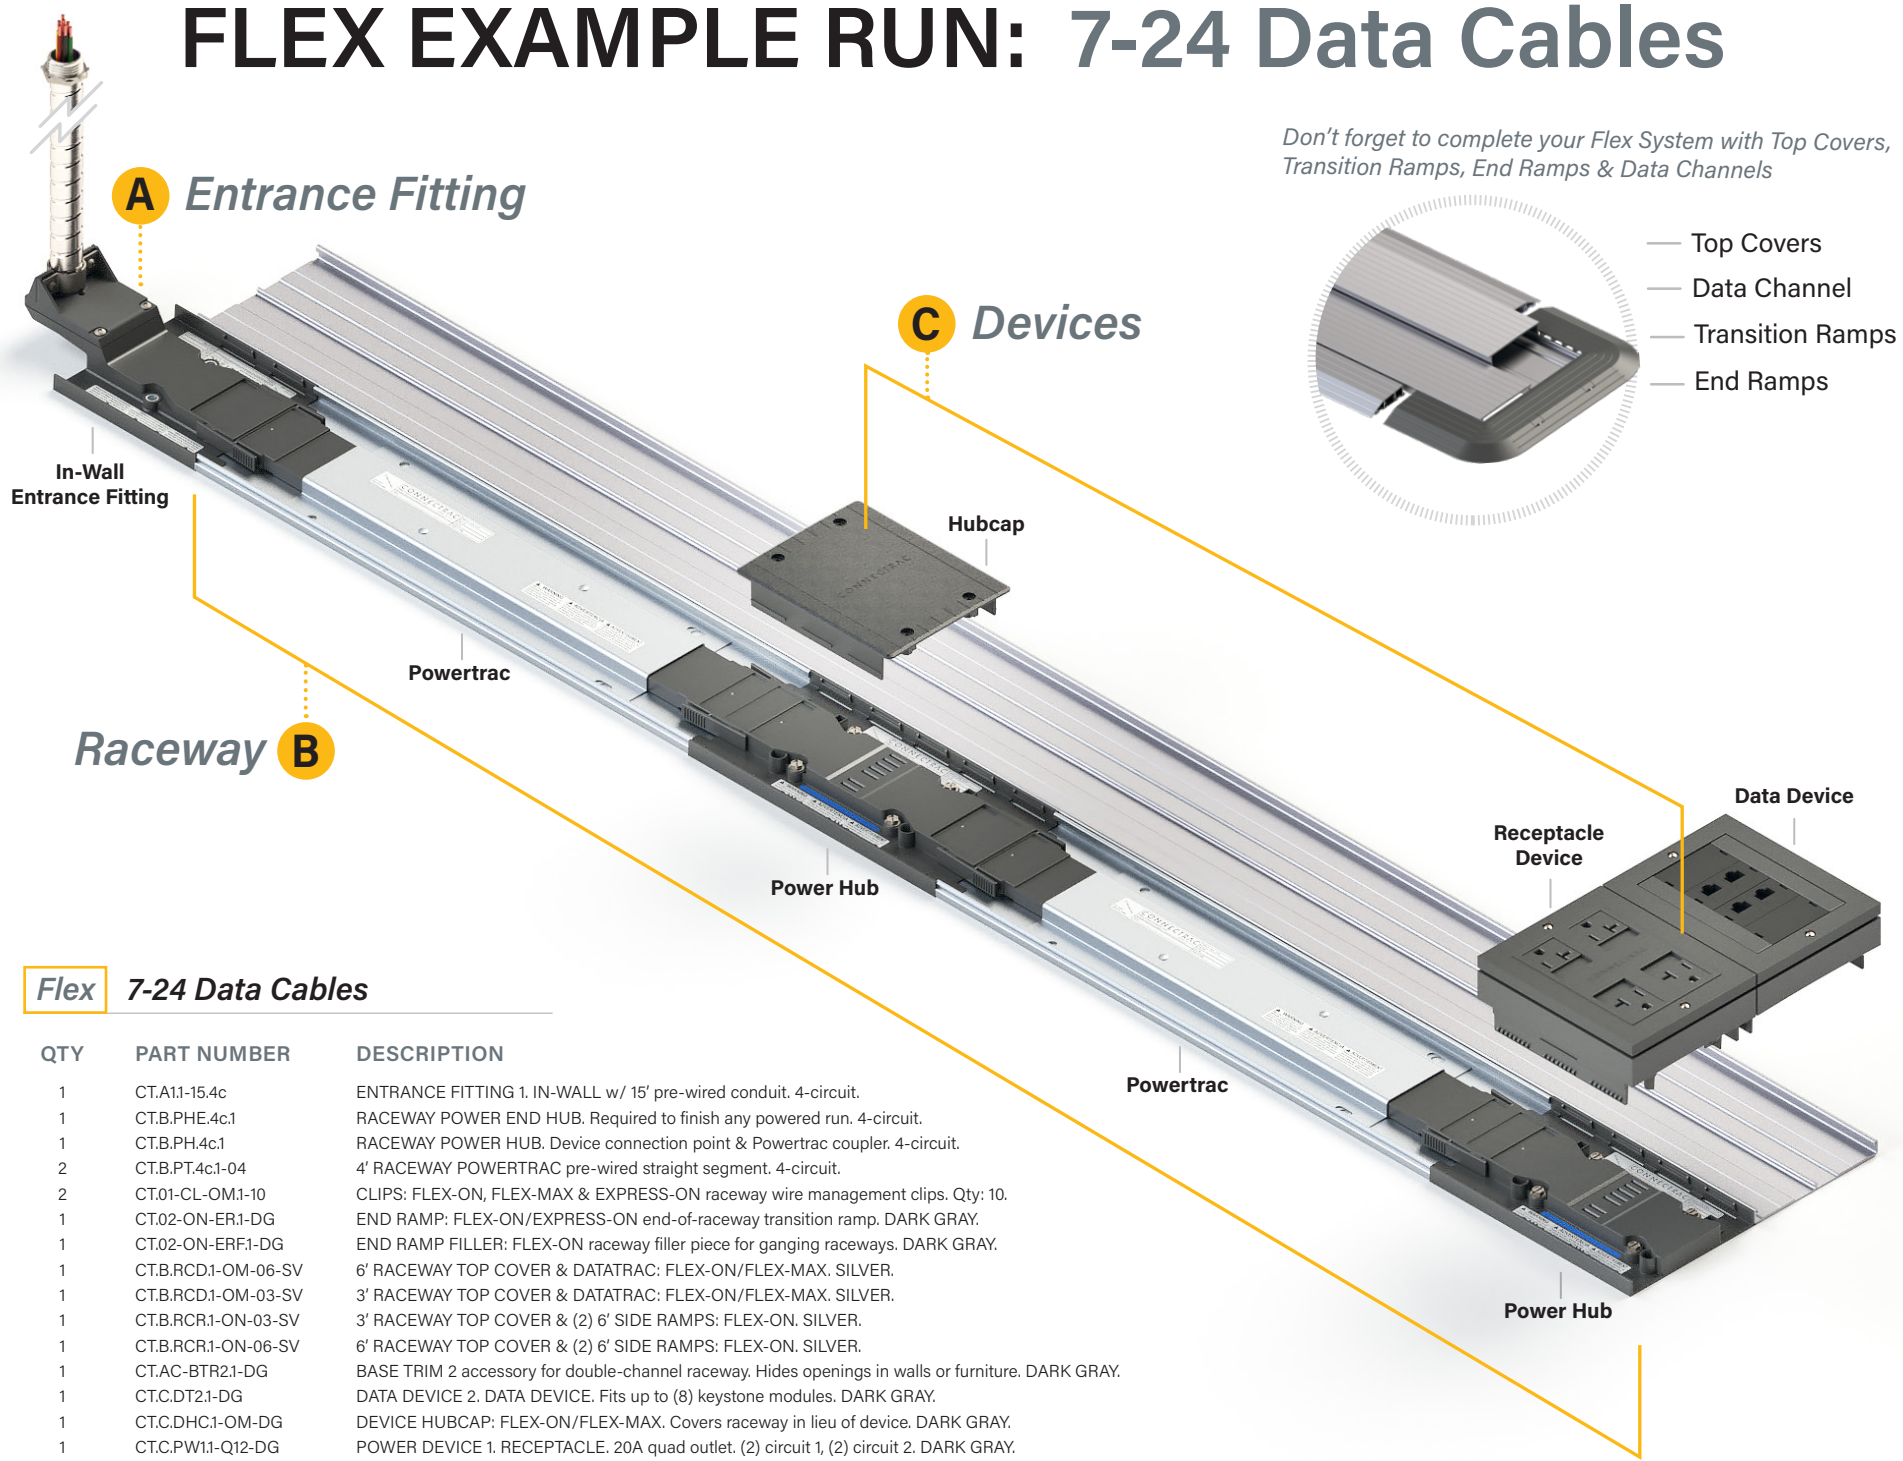 FLEX EXAMPLE RUN: 7-24 Data Cables
Don't forget to complete your Flex System with Top Covers,
Transition Ramps, End Ramps & Data Channels
A Entrance Fitting
Top Covers
Data Channel
Transition Ramps
End Ramps
C Devices
In-Wall
Entrance Fitting
Hubcap
CONNECTRAC
CONNECTRAC
Powertrac
Raceway B
CONNECTRAC
Data Device
Receptacle
Device
Power Hub
CONNECTRAC
Powertrac
CONNECTRAC
Power Hub
Flex 7-24 Data Cables
QTY PART NUMBER DESCRIPTION
1 CT.A1.1-15.4c ENTRANCE FITTING 1. IN-WALL w/ 15' pre-wired conduit. 4-circuit.
1 CT.B.PHE.4c.1 RACEWAY POWER END HUB. Required to finish any powered run. 4-circuit.
1 CT.B.PH.4c.1 RACEWAY POWER HUB. Device connection point & Powertrac coupler. 4-circuit.
2 CT.B.PT.4c.1-04 4' RACEWAY POWERTRAC pre-wired straight segment. 4-circuit.
2 CT.01-CL-OM.1-10 CLIPS: FLEX-ON, FLEX-MAX & EXPRESS-ON raceway wire management clips. Qty: 10.
1 CT.02-ON-ER.1-DG END RAMP: FLEX-ON/EXPRESS-ON end-of-raceway transition ramp. DARK GRAY.
1 CT.02-ON-ERF.1-DG END RAMP FILLER: FLEX-ON raceway filler piece for ganging raceways. DARK GRAY.
1 CT.B.RCD.1-OM-06-SV 6' RACEWAY TOP COVER & DATATRAC: FLEX-ON/FLEX-MAX. SILVER.
1 CT.B.RCD.1-OM-03-SV 3' RACEWAY TOP COVER & DATATRAC: FLEX-ON/FLEX-MAX. SILVER.
1 CT.B.RCR.1-ON-03-SV 3' RACEWAY TOP COVER & (2) 6' SIDE RAMPS: FLEX-ON. SILVER.
1 CT.B.RCR.1-ON-06-SV 6' RACEWAY TOP COVER & (2) 6' SIDE RAMPS: FLEX-ON. SILVER.
1 CT.AC-BTR2.1-DG BASE TRIM 2 accessory for double-channel raceway. Hides openings in walls or furniture. DARK GRAY.
1 CT.C.DT2.1-DG DATA DEVICE 2. DATA DEVICE. Fits up to (8) keystone modules. DARK GRAY.
1 CT.C.DHC.1-OM-DG DEVICE HUBCAP: FLEX-ON/FLEX-MAX. Covers raceway in lieu of device. DARK GRAY.
1 CT.C.PW1.1-Q12-DG POWER DEVICE 1. RECEPTACLE. 20A quad outlet. (2) circuit 1, (2) circuit 2. DARK GRAY.